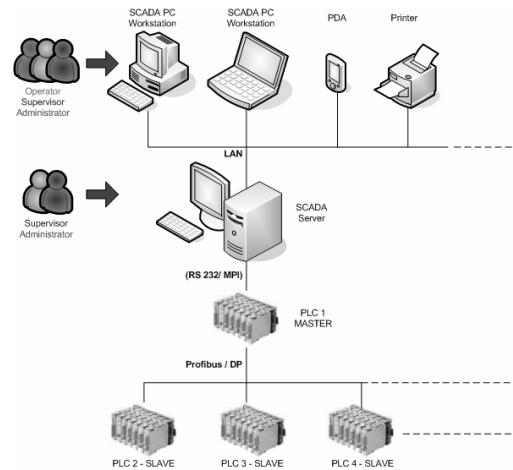 SCADA PC
Workstation
SCADA PC
Workstation
PDA
Printer
Operator
Supervisor
Administrator
LAN
Supervisor
Administrator
SCADA
Server
(RS 232/ MPI)
PLC 1
MASTER
Profibus / DP
PLC 2 - SLAVE
PLC 3 - SLAVE
PLC 4 - SLAVE